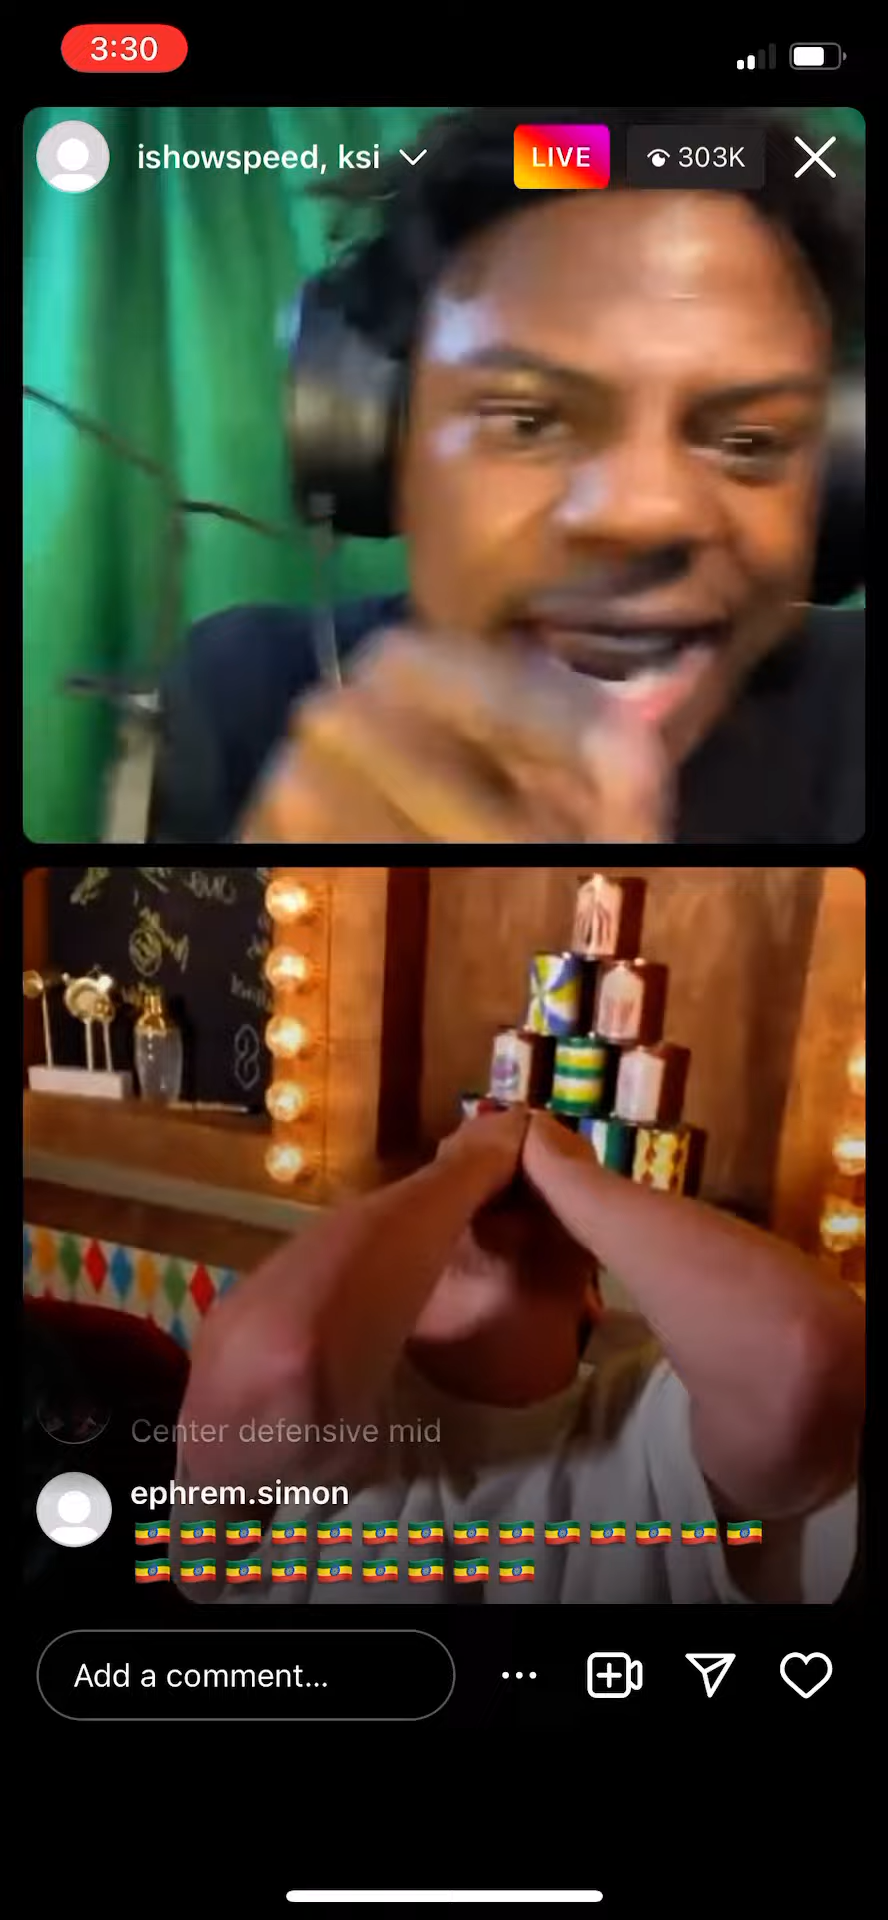 3:30
ishowspeed, ksi
LIVE
303K
Center defensive mid
ephrem.simon
🇪🇹🇪🇹🇪🇹🇪🇹🇪🇹🇪🇹🇪🇹🇪🇹🇪🇹🇪🇹🇪🇹🇪🇹🇪🇹🇪🇹
🇪🇹🇪🇹🇪🇹🇪🇹🇪🇹🇪🇹🇪🇹🇪🇹🇪🇹
Add a comment...